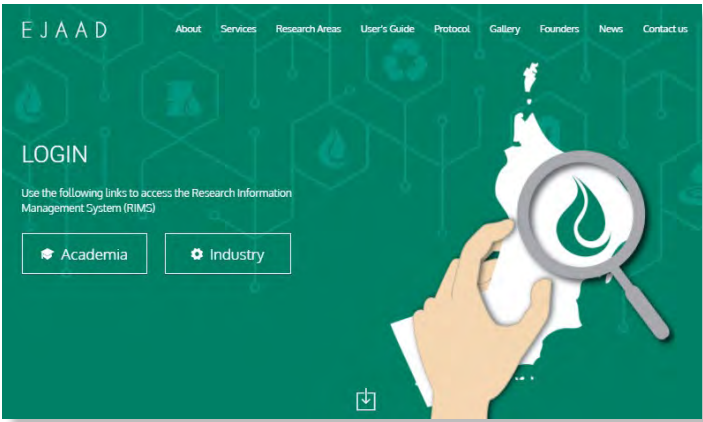 EJAAD
About Services Research Areas User's Guide Protocol Gallery Founders News Contact us
LOGIN
Use the following links to access the Research Information
Management System (RIMS)
Academia Industry